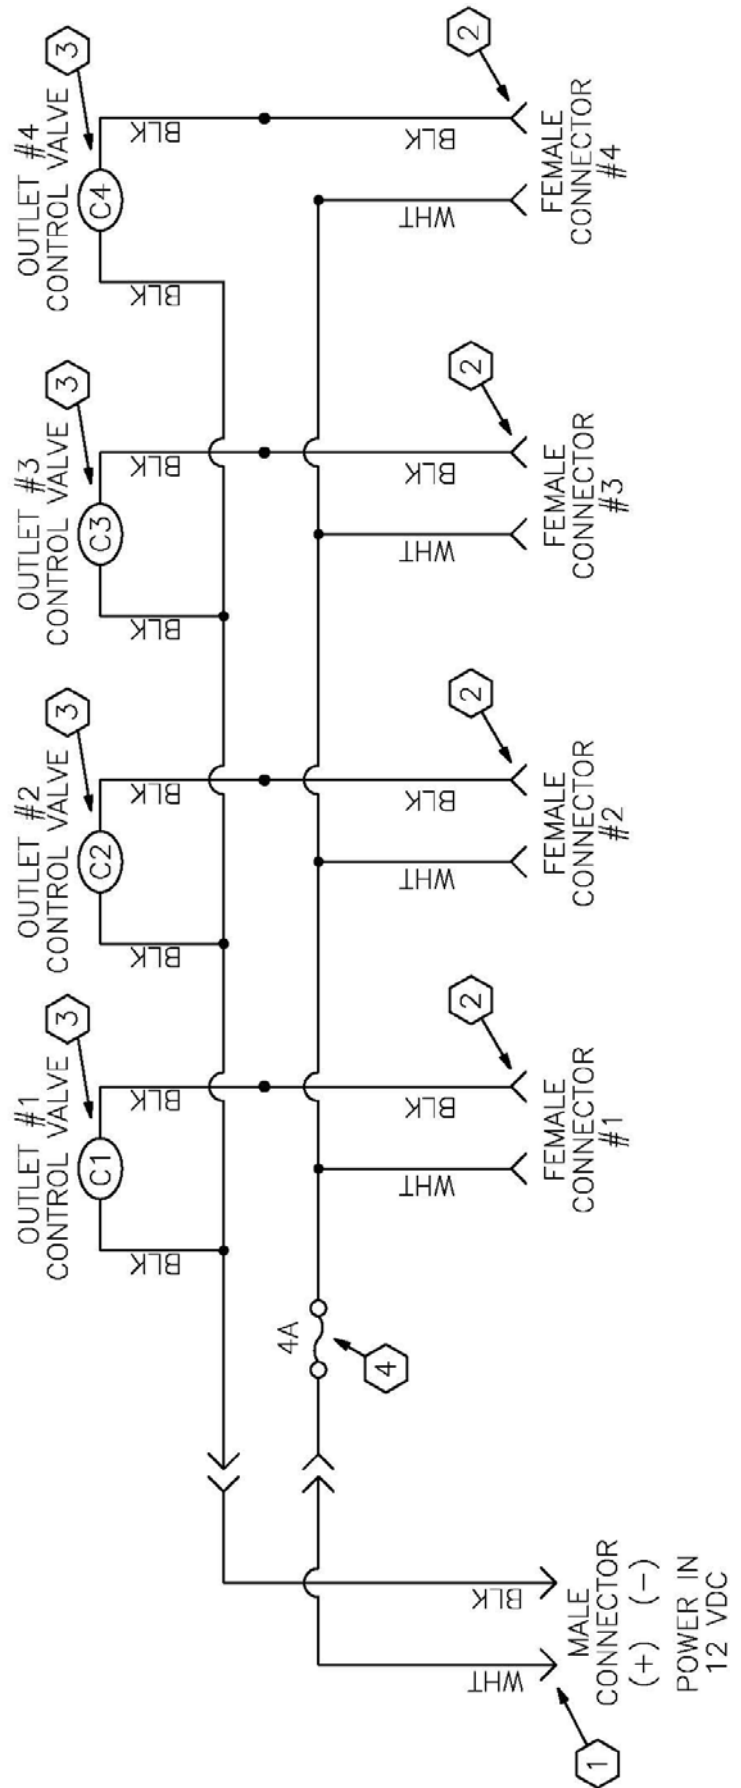 OUTLET #1
CONTROL VALVE
3
C1
BLK
BLK
OUTLET #2
CONTROL VALVE
3
C2
BLK
BLK
OUTLET #3
CONTROL VALVE
3
C3
BLK
BLK
OUTLET #4
CONTROL VALVE
3
C4
BLK
BLK
4A
4
WHT
BLK
2
FEMALE
CONNECTOR
#1
WHT
BLK
2
FEMALE
CONNECTOR
#2
WHT
BLK
2
FEMALE
CONNECTOR
#3
WHT
BLK
2
FEMALE
CONNECTOR
#4
WHT
BLK
1
MALE
CONNECTOR
(+) (-)
POWER IN
12 VDC